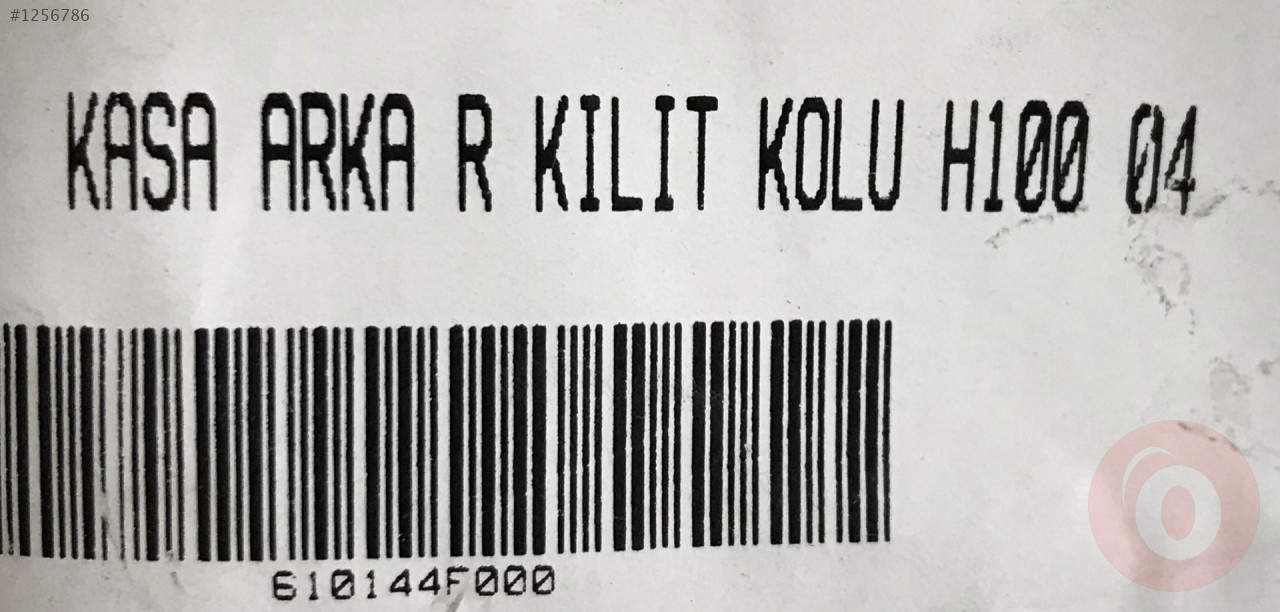 #1256786
KASA ARKA R KILIT KOLU H100 04
610144F000